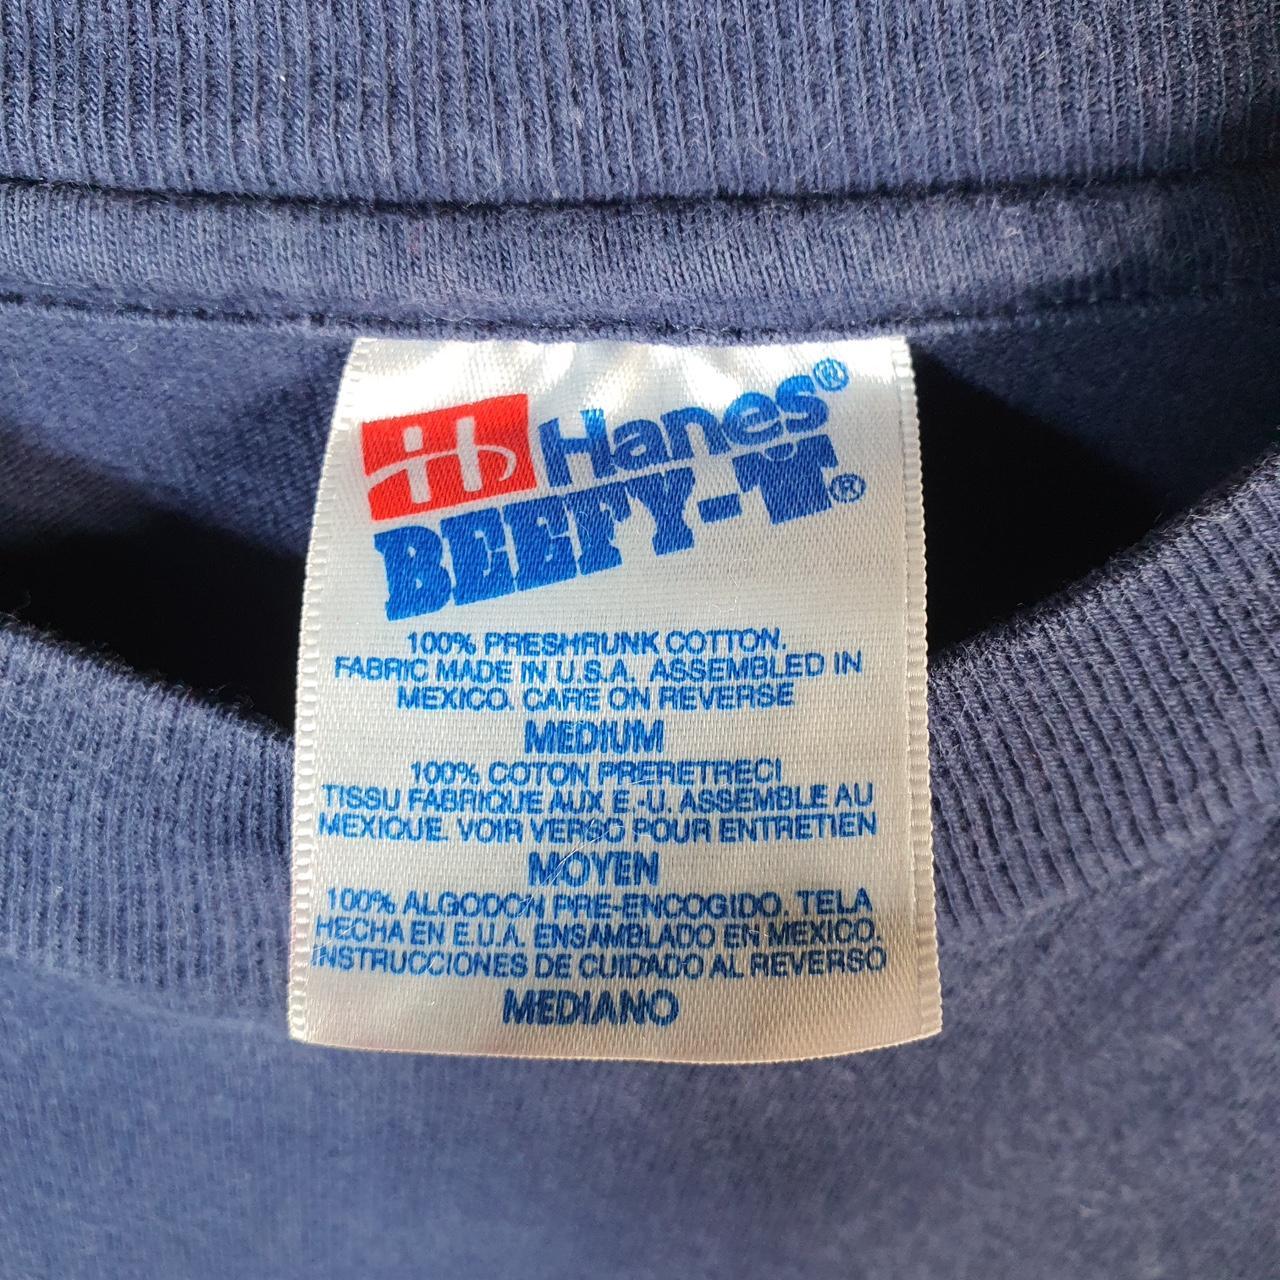 Hanes®
BEEFY-T®
100% PRESHRUNK COTTON.
FABRIC MADE IN U.S.A. ASSEMBLED IN
MEXICO. CARE ON REVERSE
MEDIUM
100% COTON PRERETRECI
TISSU FABRIQUE AUX E.-U. ASSEMBLE AU
MEXIQUE. VOIR VERSO POUR ENTRETIEN
MOYEN
100% ALGODON PRE-ENCOGIDO. TELA
HECHA EN E.U.A. ENSAMBLADO EN MEXICO.
INSTRUCCIONES DE CUIDADO AL REVERSO
MEDIANO